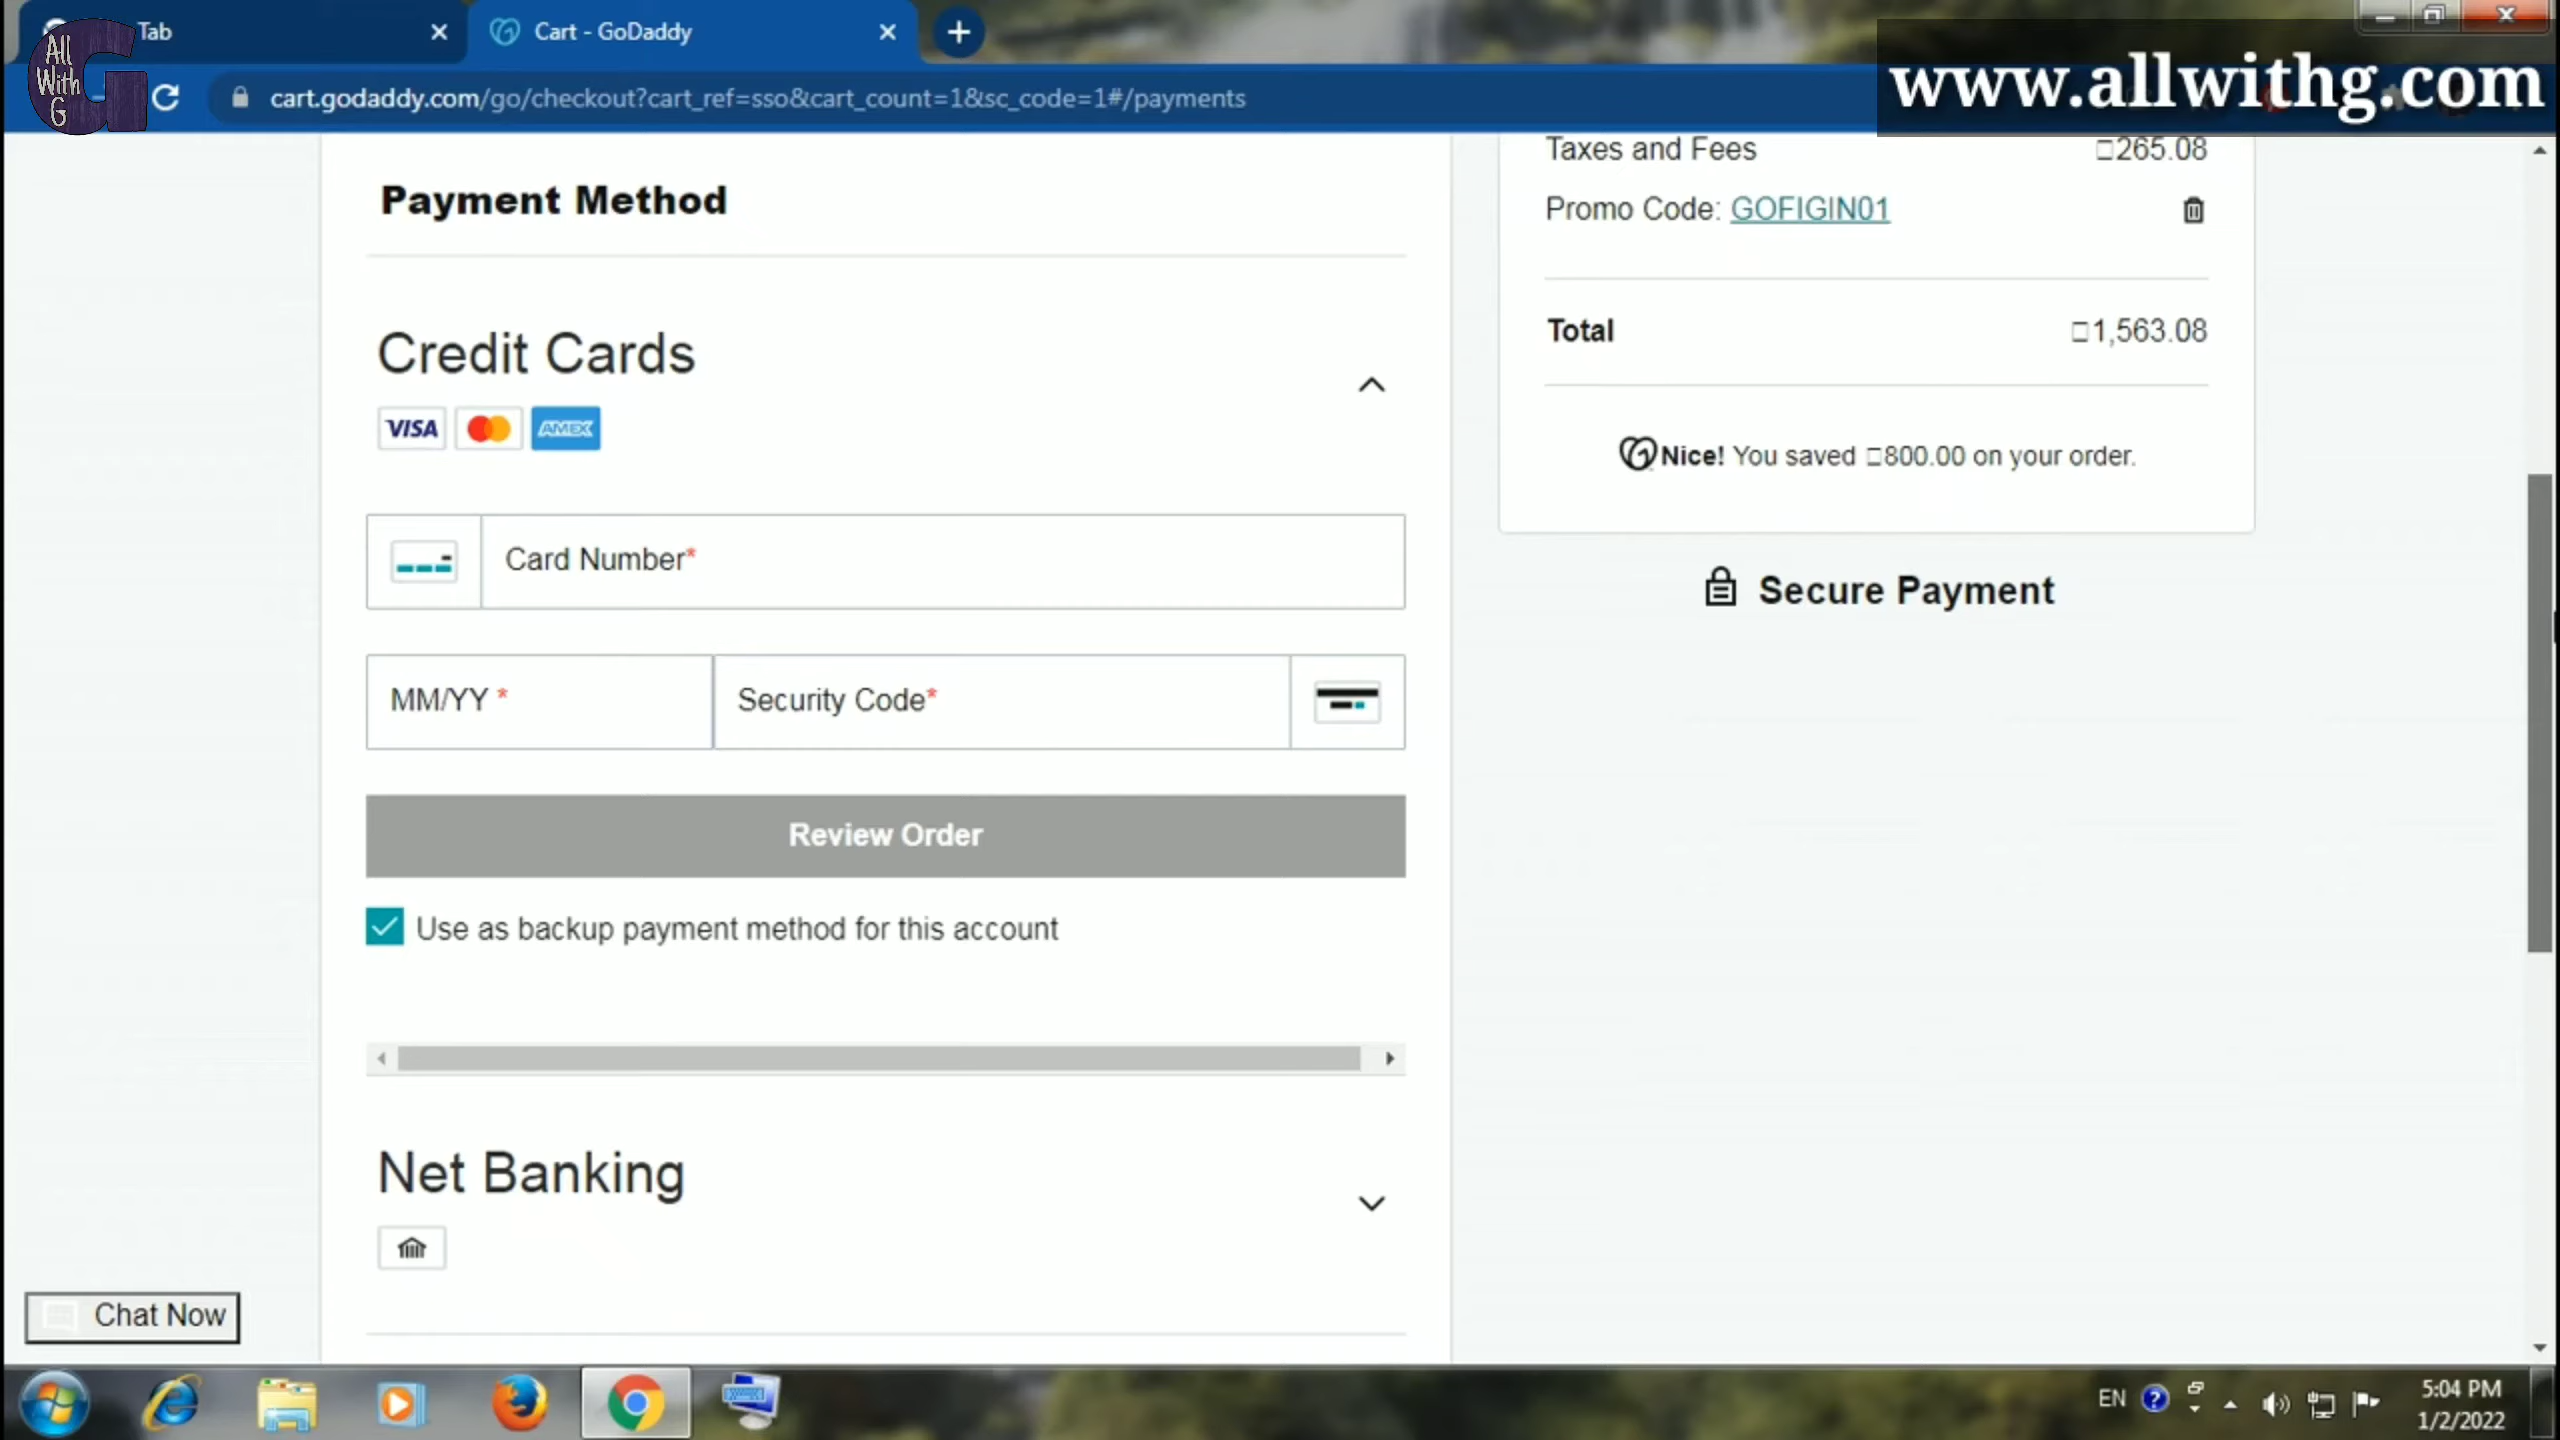 All
With
G
Tab
Cart - GoDaddy
cart.godaddy.com/go/checkout?cart_ref=sso&cart_count=1&sc_code=1#/payments
www.allwithg.com
Taxes and Fees □265.08
Promo Code: GOFIGIN01
Total □1,563.08
Nice! You saved □800.00 on your order.
Secure Payment
Payment Method
Credit Cards
VISA
AMEX
Card Number*
MM/YY *
Security Code*
Review Order
Use as backup payment method for this account
Net Banking
Chat Now
EN
5:04 PM
1/2/2022